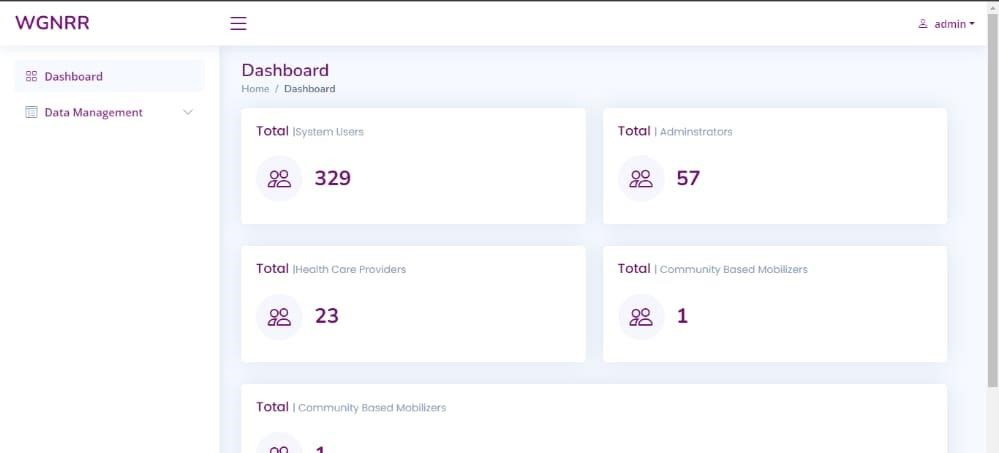 WGNRR
admin
Dashboard
Data Management
Dashboard
Home / Dashboard
Total |System Users
329
Total | Adminstrators
57
Total |Health Care Providers
23
Total | Community Based Mobilizers
1
Total | Community Based Mobilizers
1